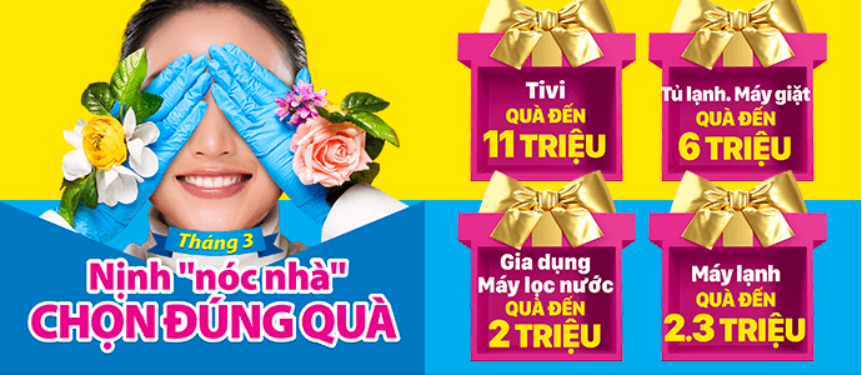 Tháng 3
Nịnh "nóc nhà"
CHỌN ĐÚNG QUÀ
Tivi
QUÀ ĐẾN
11 TRIỆU
Tủ lạnh. Máy giặt
QUÀ ĐẾN
6 TRIỆU
Gia dụng
Máy lọc nước
QUÀ ĐẾN
2 TRIỆU
Máy lạnh
QUÀ ĐẾN
2.3 TRIỆU